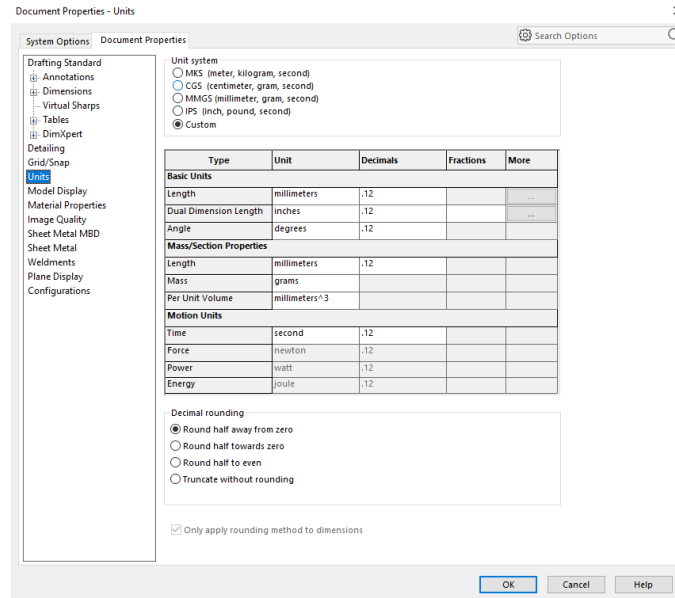 Document Properties - Units
System Options
Document Properties
Search Options
Drafting Standard
Annotations
Dimensions
Virtual Sharps
Tables
DimXpert
Detailing
Grid/Snap
Units
Model Display
Material Properties
Image Quality
Sheet Metal MBD
Sheet Metal
Weldments
Plane Display
Configurations
Unit system
MKS (meter, kilogram, second)
CGS (centimeter, gram, second)
MMGS (millimeter, gram, second)
IPS (inch, pound, second)
Custom
Type Unit Decimals Fractions More
Basic Units
Length millimeters .12 ...
Dual Dimension Length inches .12 ...
Angle degrees .12
Mass/Section Properties
Length millimeters .12
Mass grams
Per Unit Volume millimeters^3
Motion Units
Time second .12
Force newton .12
Power watt .12
Energy joule .12
Decimal rounding
Round half away from zero
Round half towards zero
Round half to even
Truncate without rounding
Only apply rounding method to dimensions
OK Cancel Help